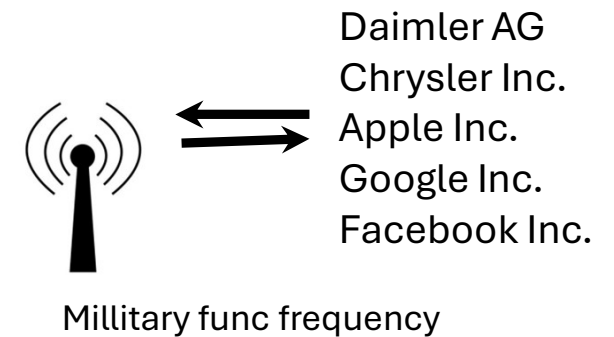 Daimler AG
Chrysler Inc.
Apple Inc.
Google Inc.
Facebook Inc.
Millitary func frequency